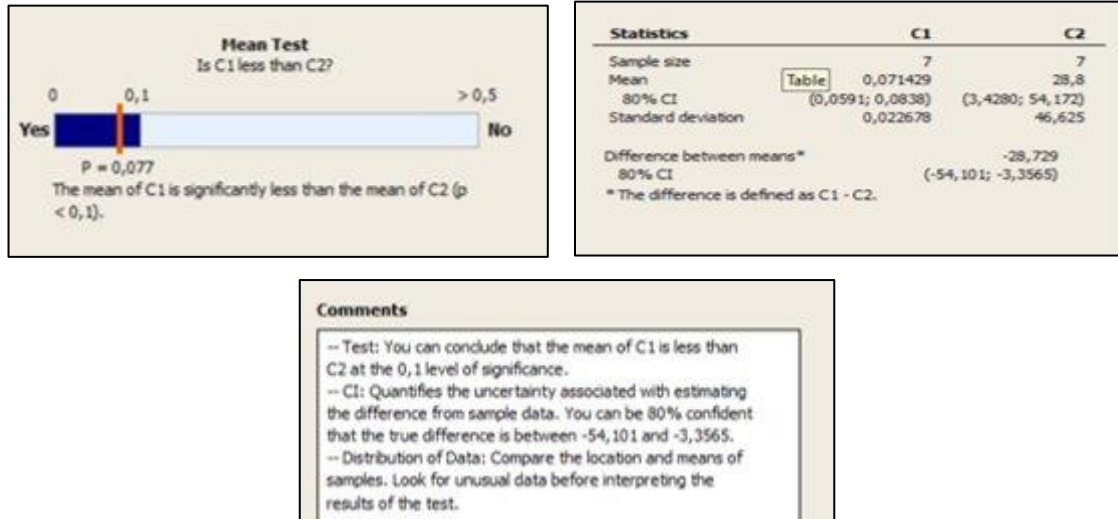 Mean Test
Is C1 less than C2?
0 0,1 > 0,5
Yes No
P = 0,077
The mean of C1 is significantly less than the mean of C2 (p
< 0,1).
Statistics C1 C2
Sample size 7 7
Mean Table 0,071429 28,8
80% CI (0,0591; 0,0838) (3,4280; 54,172)
Standard deviation 0,022678 46,625
Difference between means* -28,729
80% CI (-54,101; -3,3565)
* The difference is defined as C1 - C2.
Comments
-- Test: You can conclude that the mean of C1 is less than
C2 at the 0,1 level of significance.
-- CI: Quantifies the uncertainty associated with estimating
the difference from sample data. You can be 80% confident
that the true difference is between -54,101 and -3,3565.
-- Distribution of Data: Compare the location and means of
samples. Look for unusual data before interpreting the
results of the test.